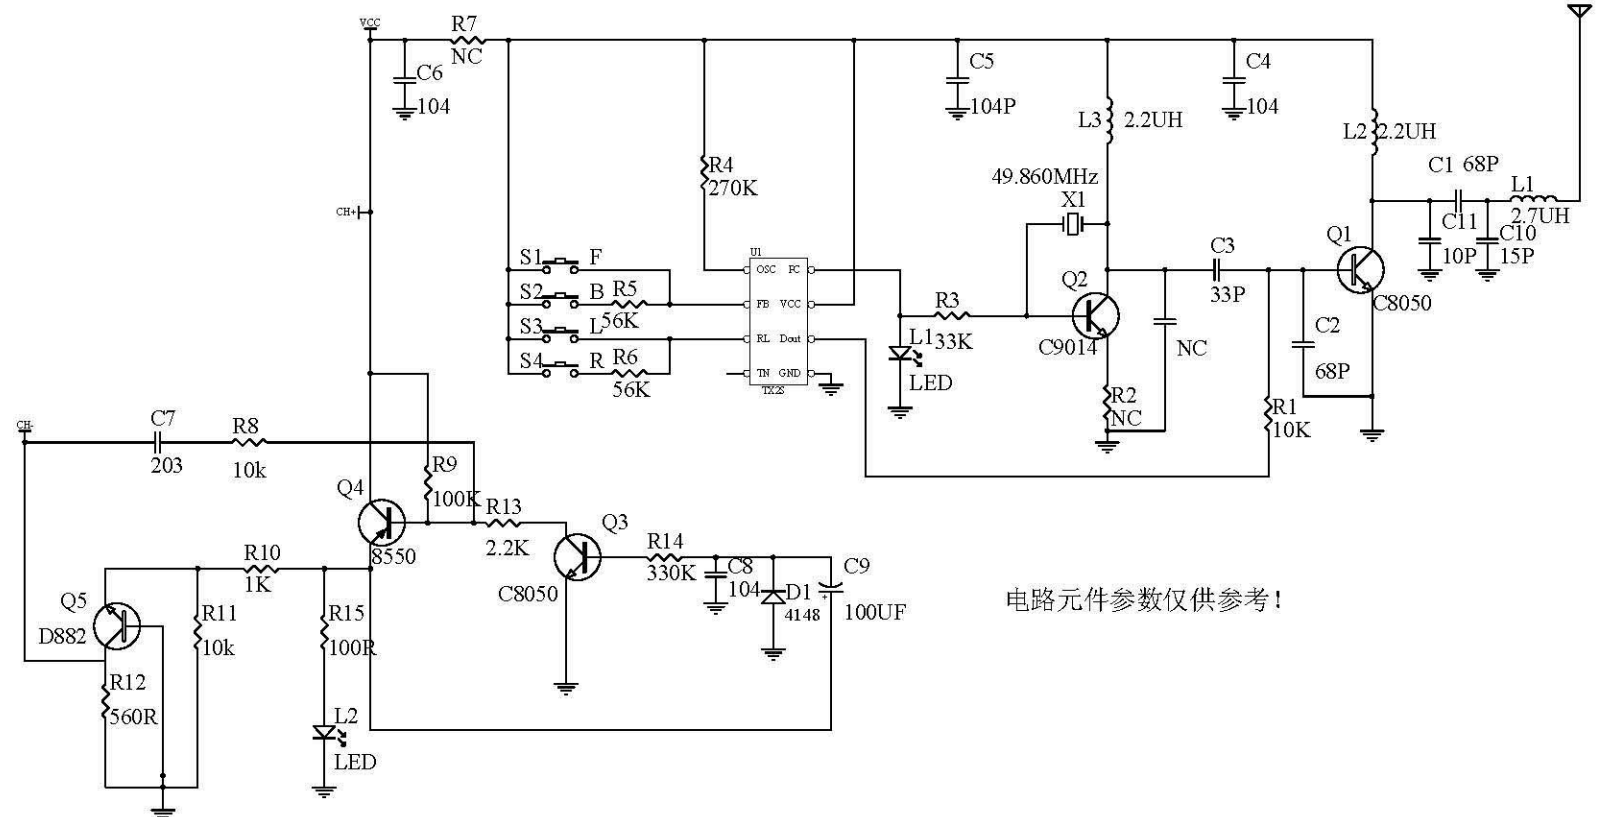 VCC
R7
NC
C6
104
C5
104P
C4
104
L3 2.2UH
L2 2.2UH
R4
270K
49.860MHz
X1
C1 68P
L1
2.7UH
C11
10P
C10
15P
CH+
S1 F
S2 B R5
56K
S3 L
S4 R R6
56K
U1
OSC FC
FB VCC
RL Dout
TN GND
TX2S
R3
33K
L1
LED
Q2
C9014
C3
33P
Q1
C8050
NC
C2
68P
R2
NC
R1
10K
CH-
C7
203
R8
10k
R9
100K
Q4
8550
R13
2.2K
Q3
C8050
R14
330K
C8
104
D1
4148
C9
100UF
R10
1K
Q5
D882
R11
10k
R15
100R
R12
560R
L2
LED
电路元件参数仅供参考!